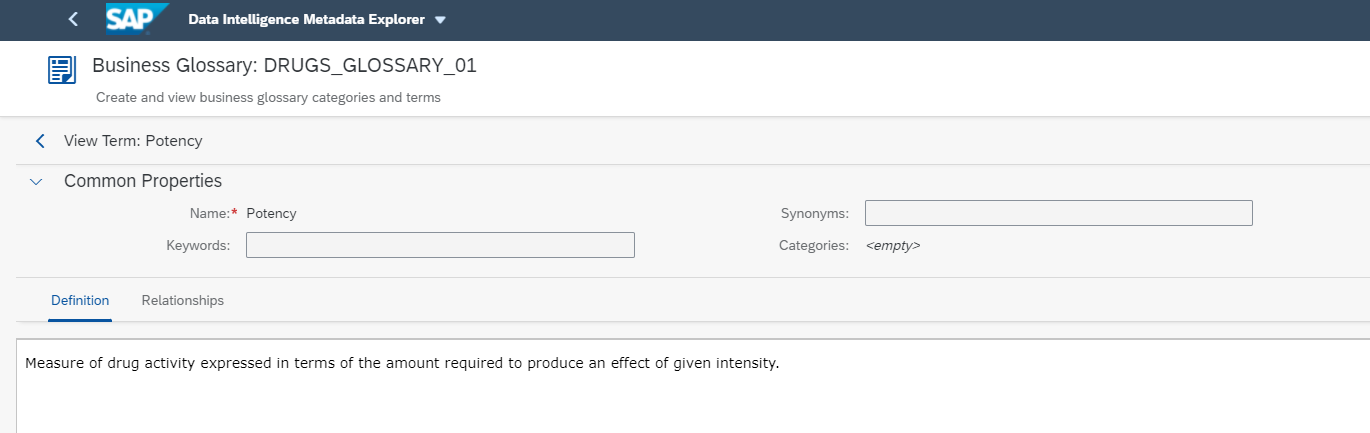 SAP Data Intelligence Metadata Explorer
Business Glossary: DRUGS_GLOSSARY_01
Create and view business glossary categories and terms
View Term: Potency
Common Properties
Name:* Potency
Synonyms:
Keywords:
Categories: <empty>
Definition Relationships
Measure of drug activity expressed in terms of the amount required to produce an effect of given intensity.